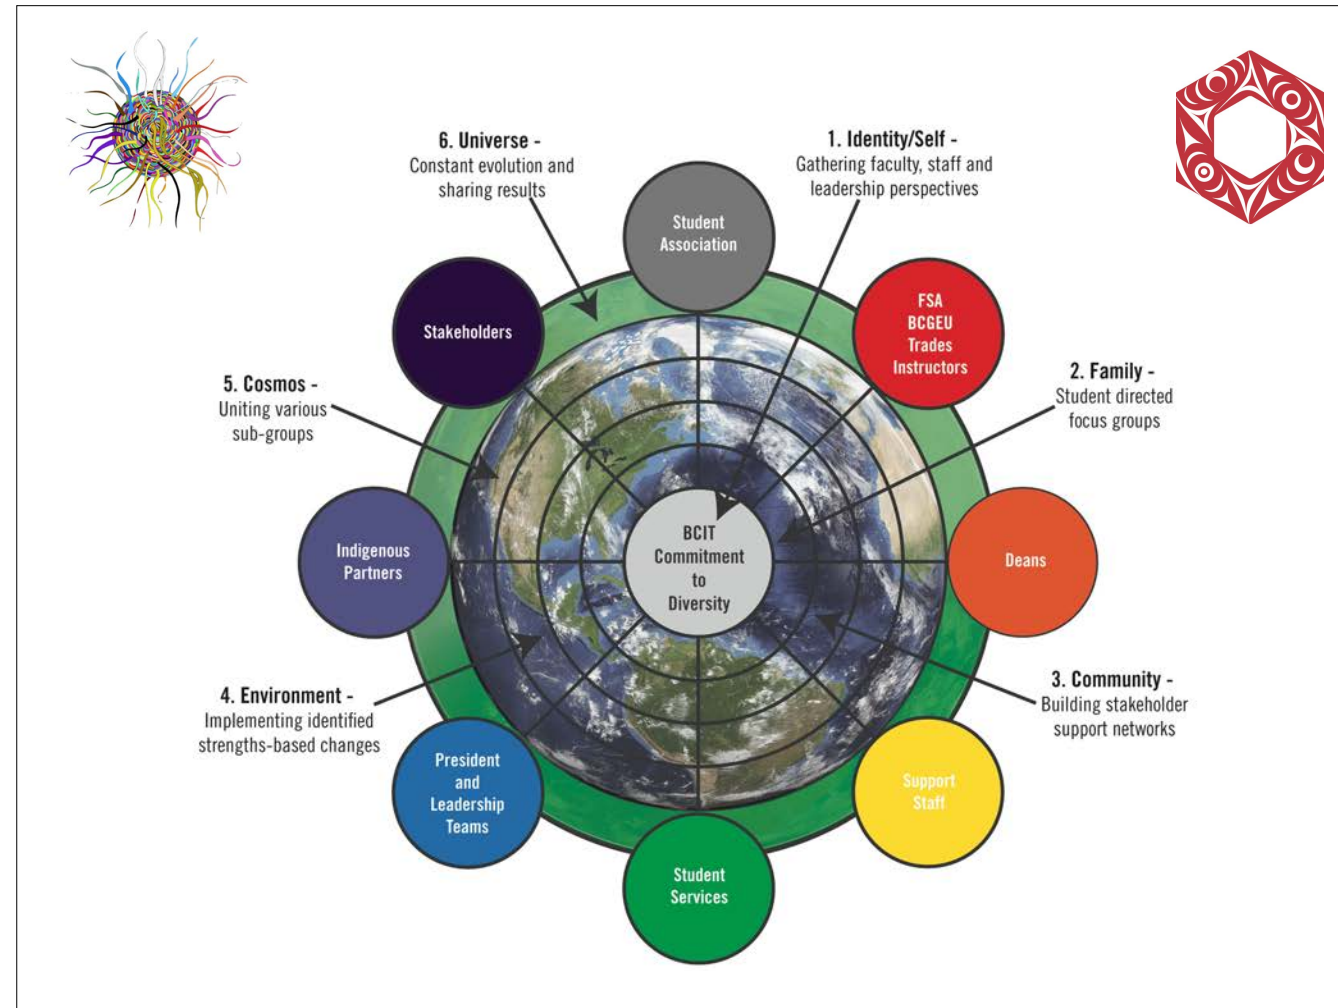 6. Universe -
Constant evolution and
sharing results
1. Identity/Self -
Gathering faculty, staff and
leadership perspectives
Student
Association
FSA
BCGEU
Trades
Instructors
Stakeholders
2. Family -
Student directed
focus groups
5. Cosmos -
Uniting various
sub-groups
BCIT
Commitment
to
Diversity
Indigenous
Partners
Deans
3. Community -
Building stakeholder
support networks
4. Environment -
Implementing identified
strengths-based changes
President
and
Leadership
Teams
Support
Staff
Student
Services